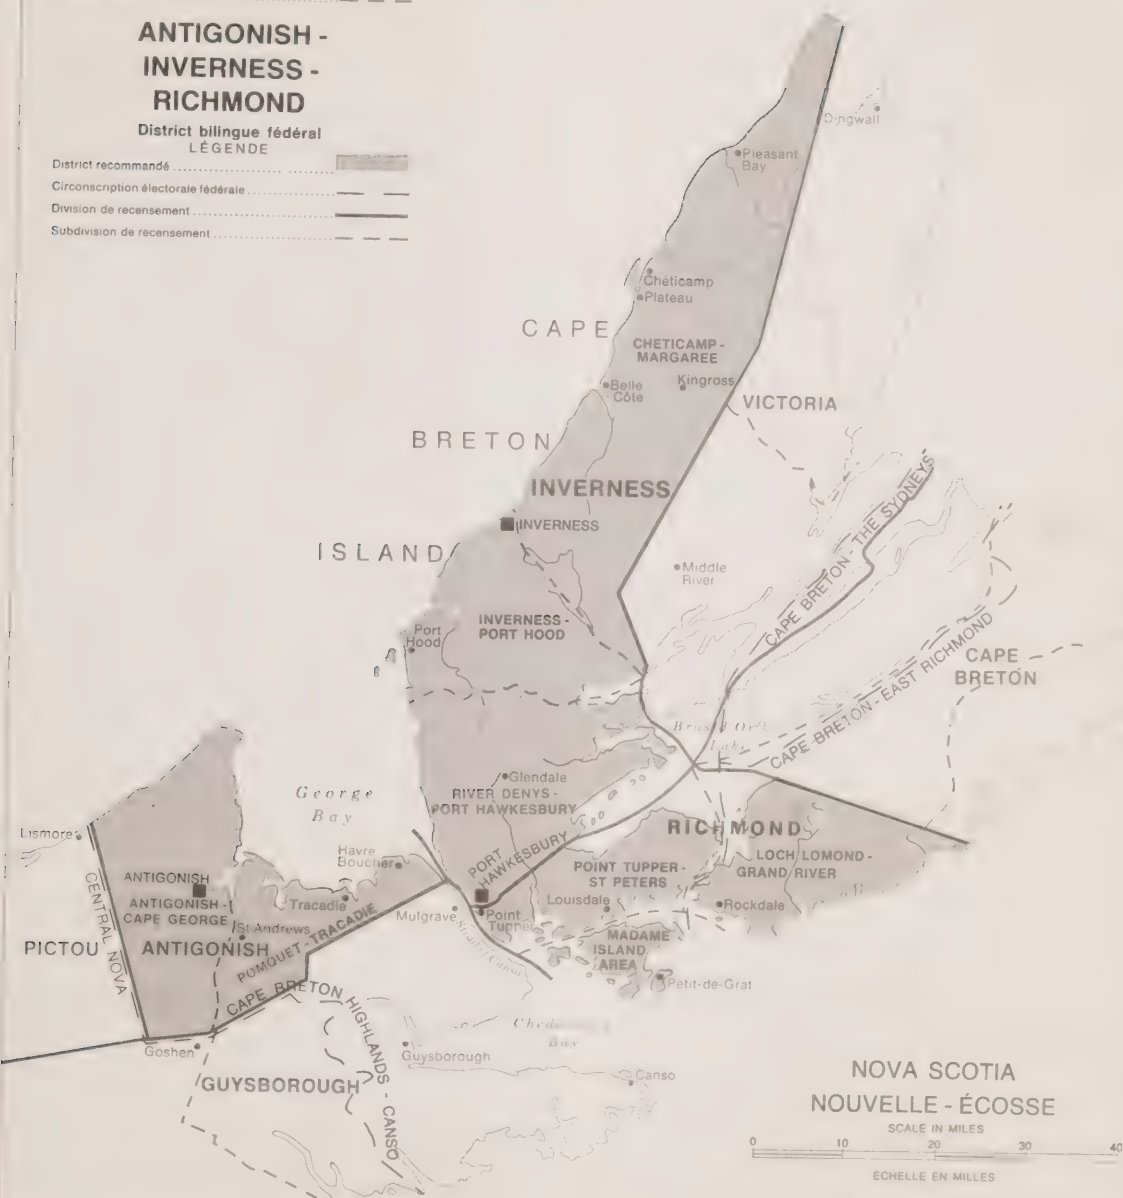 ANTIGONISH -
INVERNESS -
RICHMOND
District bilingue fédéral
LÉGENDE
District recommandé
Circonscription électorale fédérale
Division de recensement
Subdivision de recensement
Dingwall
Pleasant
Bay
Chéticamp
Plateau
CAPE
CHETICAMP -
MARGAREE
Belle
Côte
Kingross
VICTORIA
BRETON
INVERNESS
INVERNESS
CAPE BRETON - THE SYDNEYS
ISLAND
Middle
River
INVERNESS -
PORT HOOD
Port
Hood
CAPE BRETON - EAST RICHMOND
CAPE
BRETON
Lake
Glendale
RIVER DENYS -
PORT HAWKESBURY
George
Bay
Lismore
RICHMOND
Havre
Boucher
PORT
HAWKESBURY
POINT TUPPER -
ST PETERS
LOCH LOMOND -
GRAND RIVER
ANTIGONISH
ANTIGONISH -
CAPE GEORGE
Tracadie
Mulgrave
Point
Tupper
Louisdale
Rockdale
St Andrews
PICTOU
CENTRAL NOVA
ANTIGONISH
POMQUET - TRACADIE
MADAME
ISLAND
AREA
Petit-de-Grat
CAPE BRETON HIGHLANDS - CANSO
Bay
Goshen
Guysborough
Canso
GUYSBOROUGH
NOVA SCOTIA
NOUVELLE - ÉCOSSE
SCALE IN MILES
0 10 20 30 40
ÉCHELLE EN MILLES